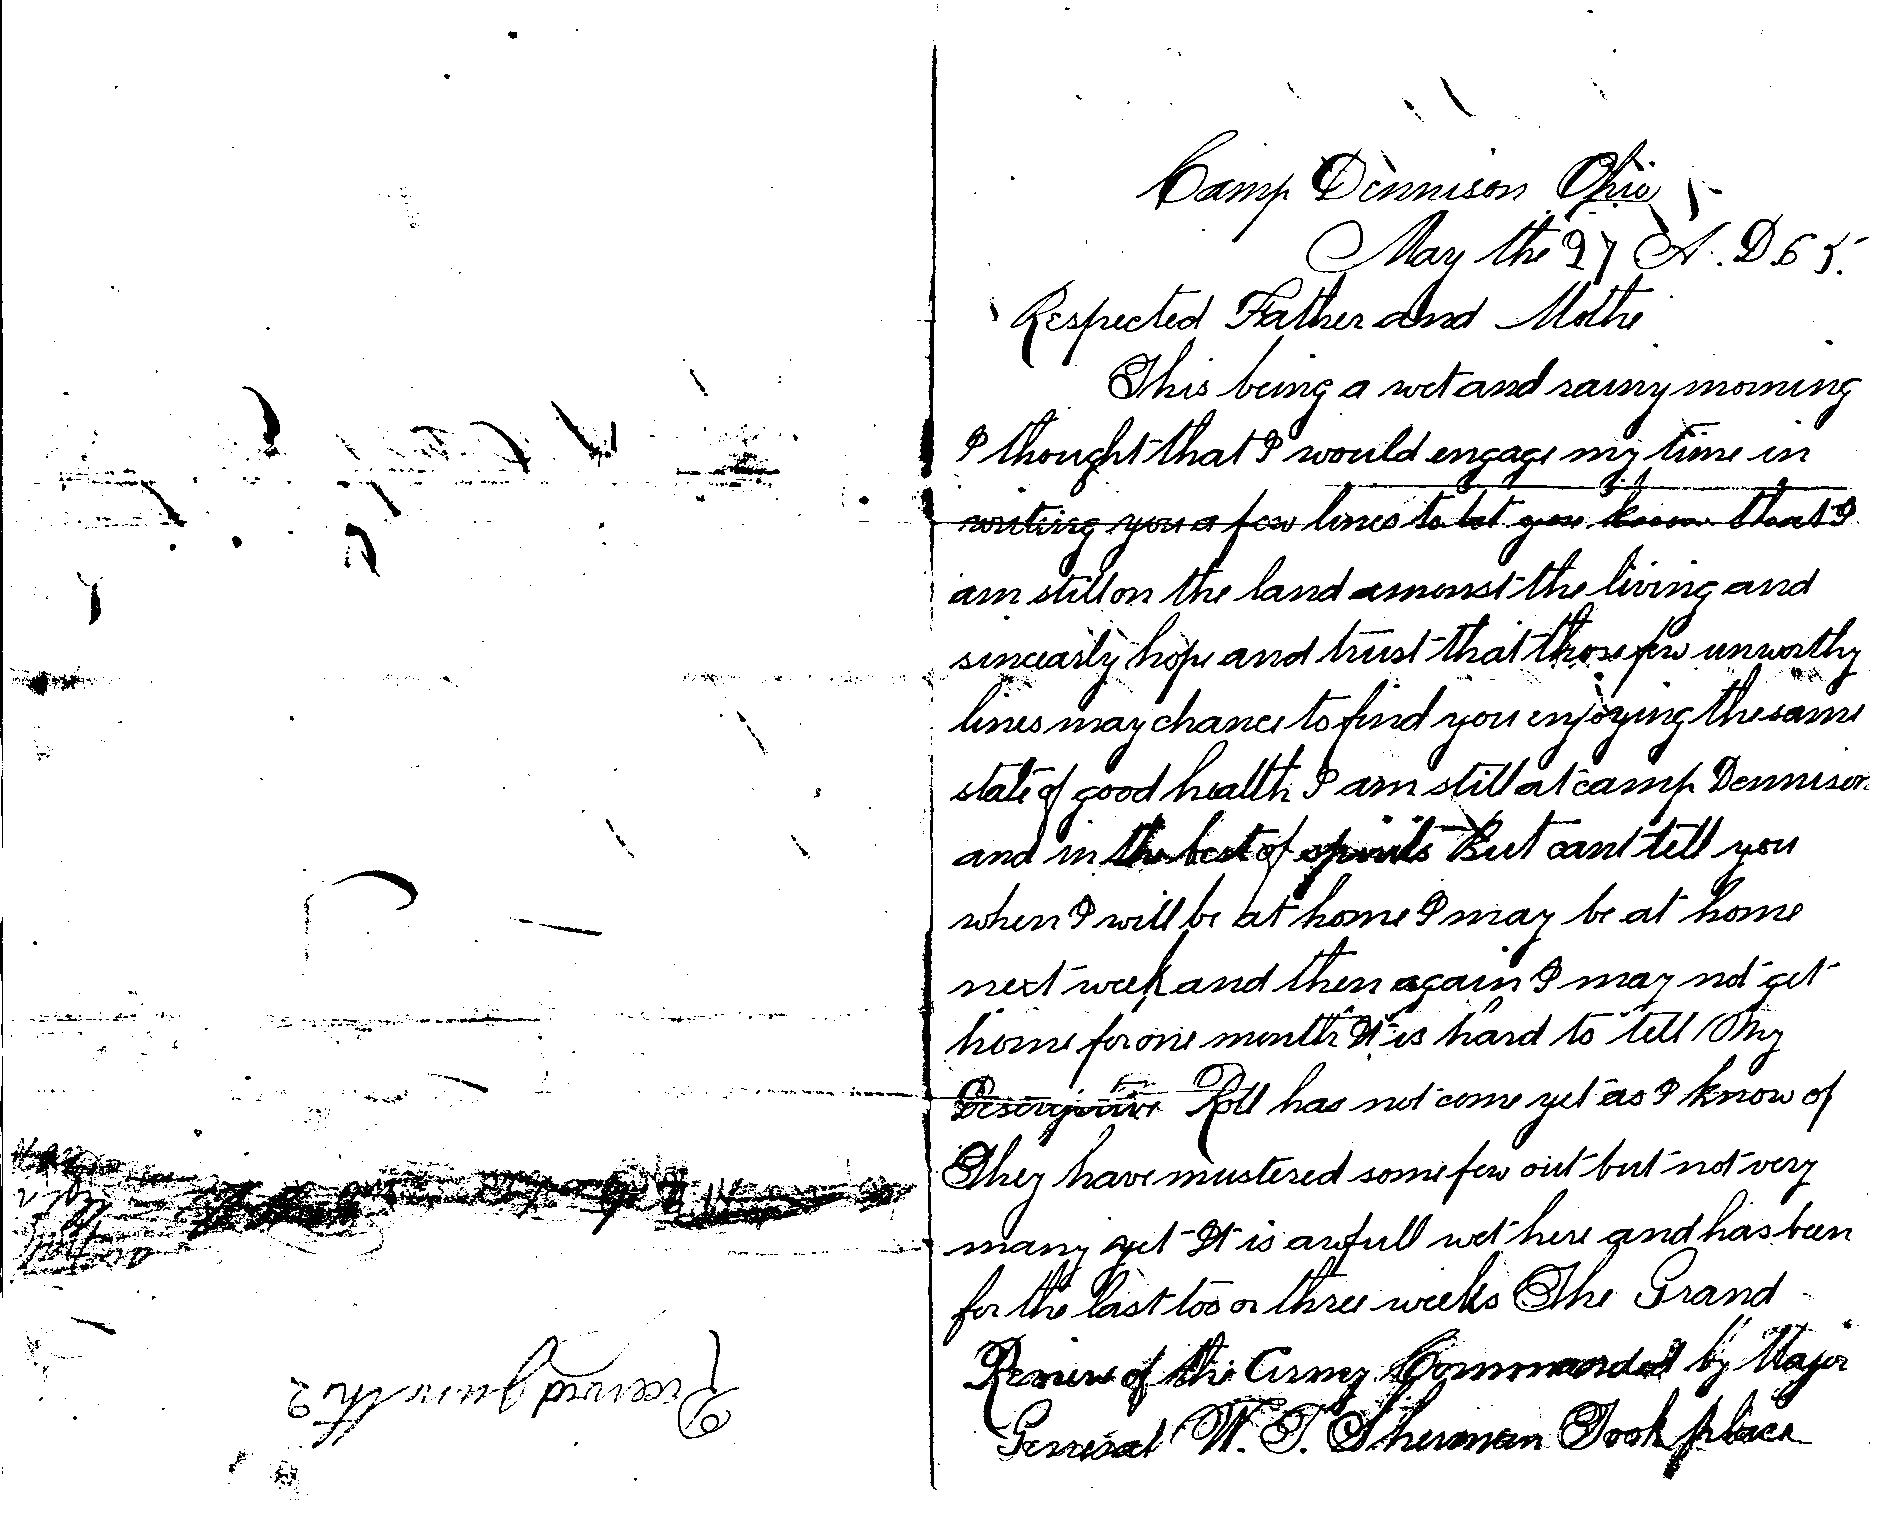 Camp Dennison Ohio
May the 27 A. D 65.
Respected Father and Mothe
This being a wet and rainy morning
I thought that I would engage my time in
writing you a few lines to let you know that I
am still on the land amonst the living and
sincearly hope and trust that those few unworthy
lines may chance to find you enjoying the same
state of good health I am still at camp Dennison
and in the best of spirits But cant tell you
when I will be at home I may be at home
next week and then again I may not get
home for one month It is hard to tell My
Descriptive Roll has not come yet as I know of
They have mustered some few out but not very
many yet It is awfull wet here and has been
for the last too or three weeks The Grand
Review of the Army Commanded by Major
General W. T. Sherman Took place
Received June th 2